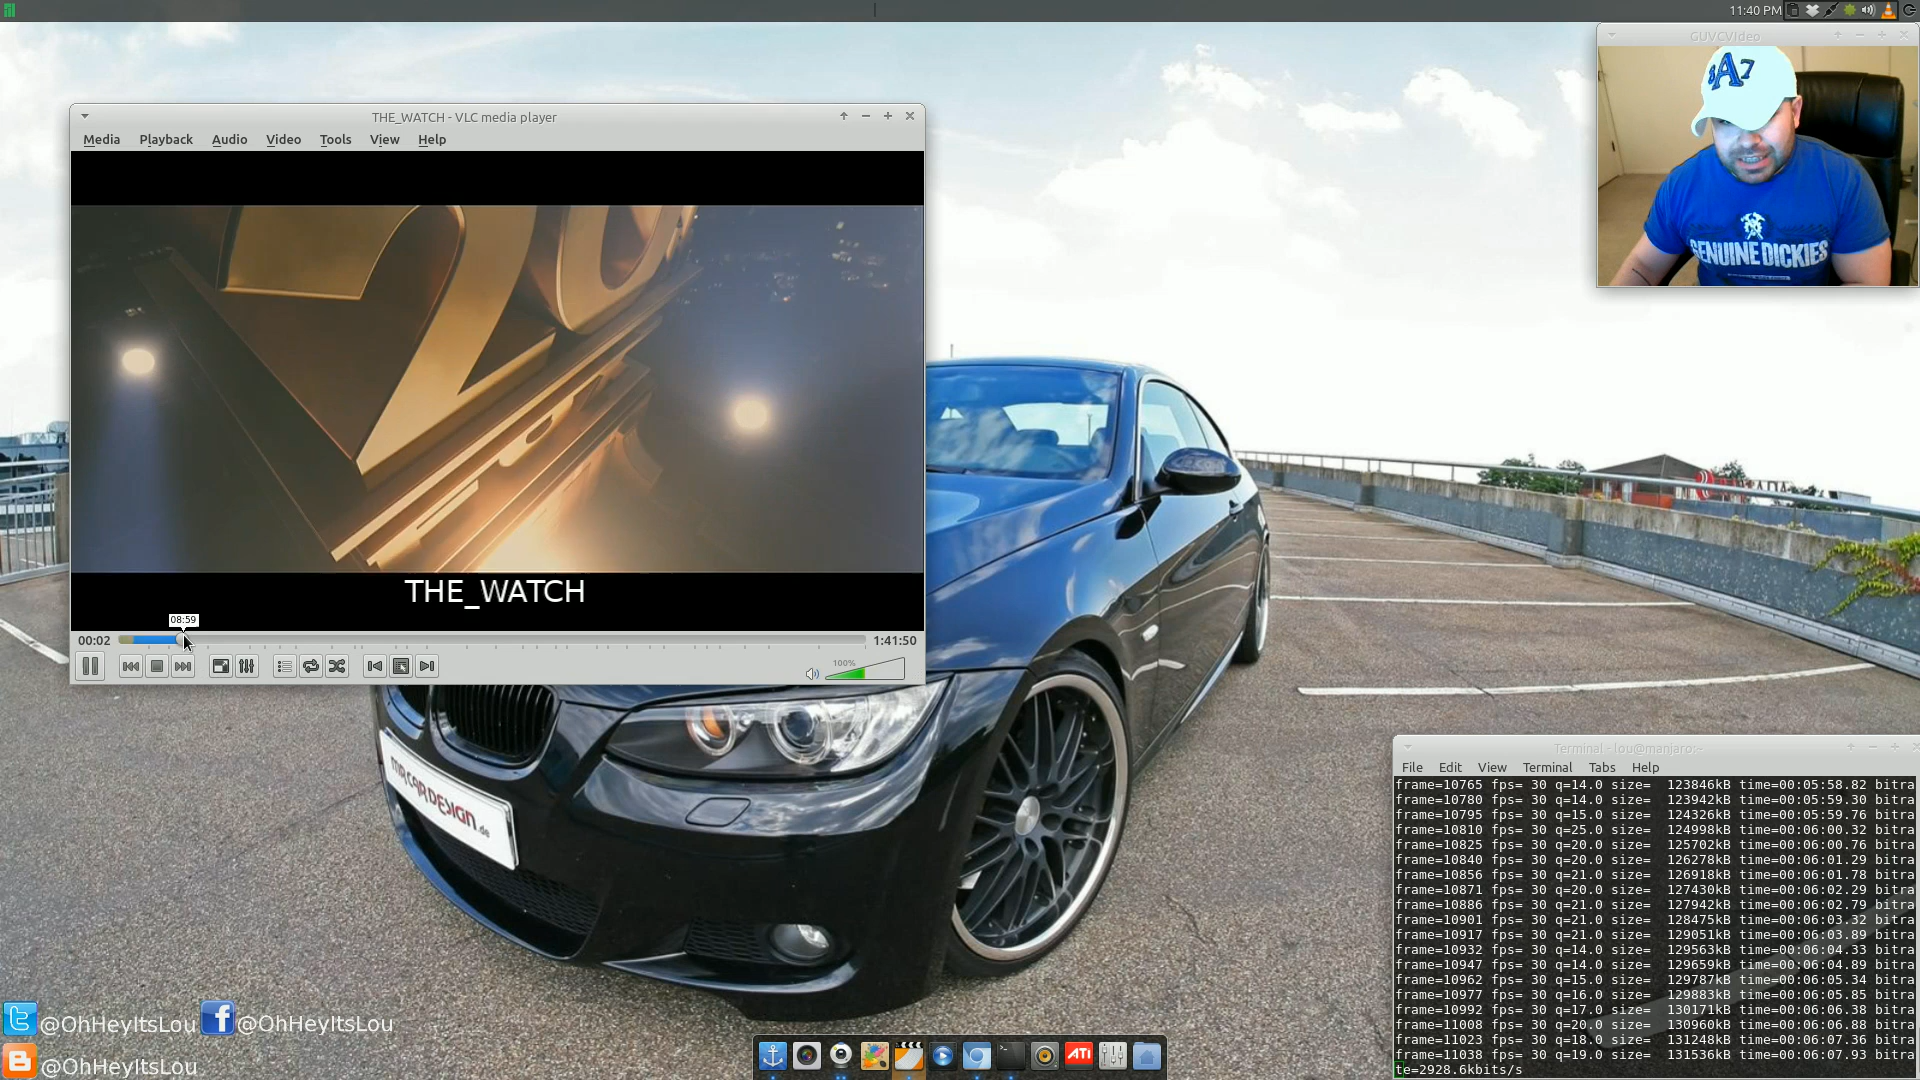 11:40 PM
GUVCVIdeo
A7
GENUINE DICKIES
THE_WATCH - VLC media player
Media Playback Audio Video Tools View Help
20
THE_WATCH
08:59
00:02
1:41:50
100%
MR CAR DESIGN.de
Terminal - lou@manjaro:~
File Edit View Terminal Tabs Help
frame=10765 fps= 30 q=14.0 size=  123846kB time=00:05:58.82 bitra
frame=10780 fps= 30 q=14.0 size=  123942kB time=00:05:59.30 bitra
frame=10795 fps= 30 q=15.0 size=  124326kB time=00:05:59.76 bitra
frame=10810 fps= 30 q=25.0 size=  124998kB time=00:06:00.32 bitra
frame=10825 fps= 30 q=20.0 size=  125702kB time=00:06:00.76 bitra
frame=10840 fps= 30 q=20.0 size=  126278kB time=00:06:01.29 bitra
frame=10856 fps= 30 q=21.0 size=  126918kB time=00:06:01.78 bitra
frame=10871 fps= 30 q=20.0 size=  127430kB time=00:06:02.29 bitra
frame=10886 fps= 30 q=21.0 size=  127942kB time=00:06:02.79 bitra
frame=10901 fps= 30 q=21.0 size=  128475kB time=00:06:03.32 bitra
frame=10917 fps= 30 q=21.0 size=  129051kB time=00:06:03.89 bitra
frame=10932 fps= 30 q=14.0 size=  129563kB time=00:06:04.33 bitra
frame=10947 fps= 30 q=14.0 size=  129659kB time=00:06:04.89 bitra
frame=10962 fps= 30 q=15.0 size=  129787kB time=00:06:05.34 bitra
frame=10977 fps= 30 q=16.0 size=  129883kB time=00:06:05.85 bitra
frame=10992 fps= 30 q=17.0 size=  130171kB time=00:06:06.38 bitra
frame=11008 fps= 30 q=20.0 size=  130960kB time=00:06:06.88 bitra
frame=11023 fps= 30 q=18.0 size=  131248kB time=00:06:07.36 bitra
frame=11038 fps= 30 q=19.0 size=  131536kB time=00:06:07.93 bitra
te=2928.6kbits/s
@OhHeyItsLou
@OhHeyItsLou
@OhHeyItsLou
ATI